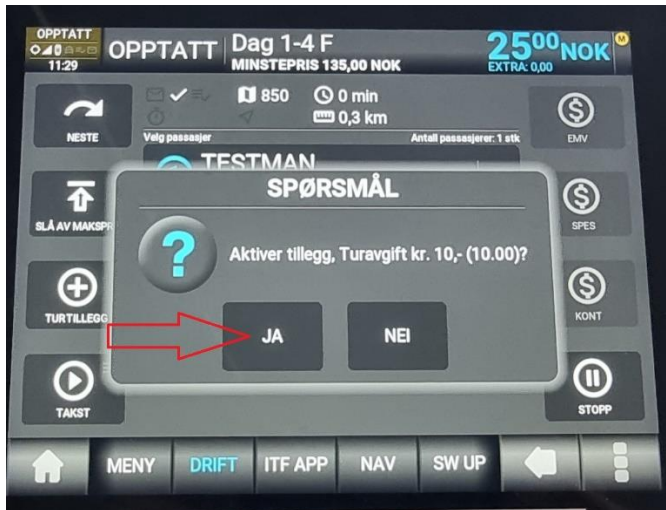 OPPTATT
11:29
OPPTATT
Dag 1-4 F
MINSTEPRIS 135,00 NOK
25⁰⁰ NOK
EXTRA: 0,00
M
NESTE
850
0 min
0,3 km
EMV
Velg passasjer
Antall passasjerer: 1 stk
TESTMAN
SLÅ AV MAKSPR
SPES
SPØRSMÅL
?
Aktiver tillegg, Turavgift kr. 10,- (10.00)?
TURTILLEGG
KONT
JA
NEI
TAKST
STOPP
MENY
DRIFT
ITF APP
NAV
SW UP